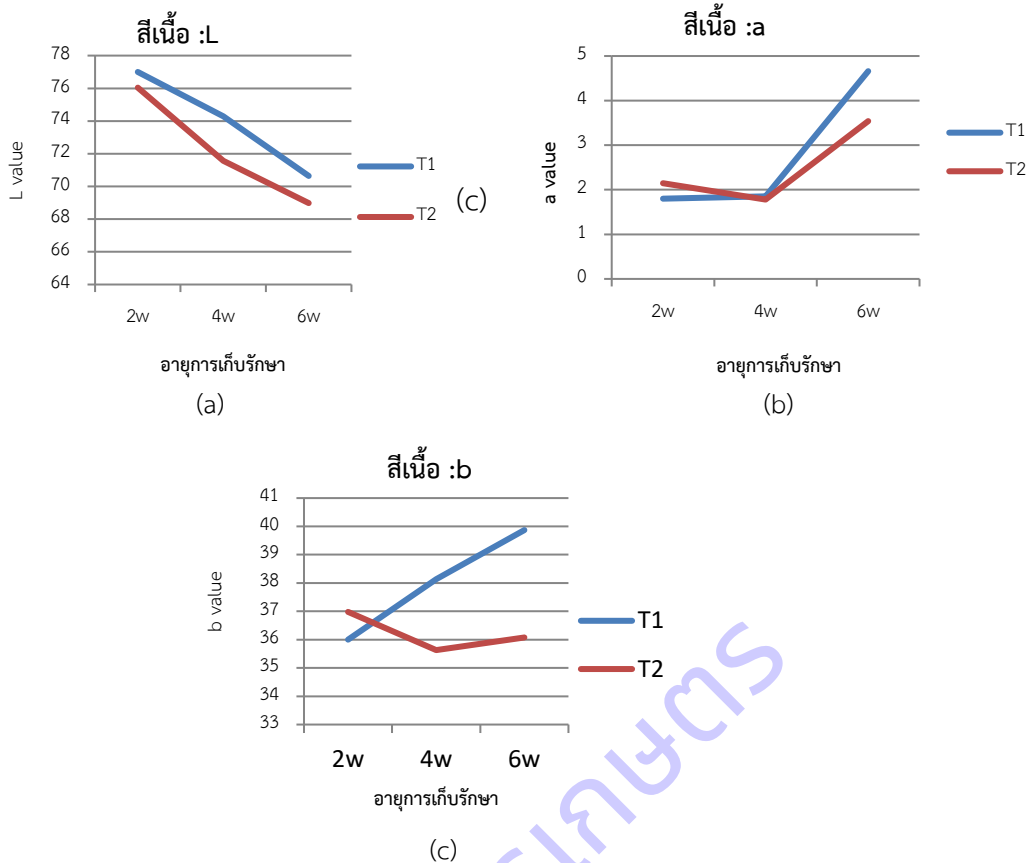 สีเนื้อ :L
78
76
74
72
70
68
66
64
L value
2w 4w 6w
อายุการเก็บรักษา
T1
T2
(a)
(c)
สีเนื้อ :a
5
4
3
2
1
0
a value
2w 4w 6w
อายุการเก็บรักษา
T1
T2
(b)
สีเนื้อ :b
41
40
39
38
37
36
35
34
33
b value
2w 4w 6w
อายุการเก็บรักษา
T1
T2
(c)